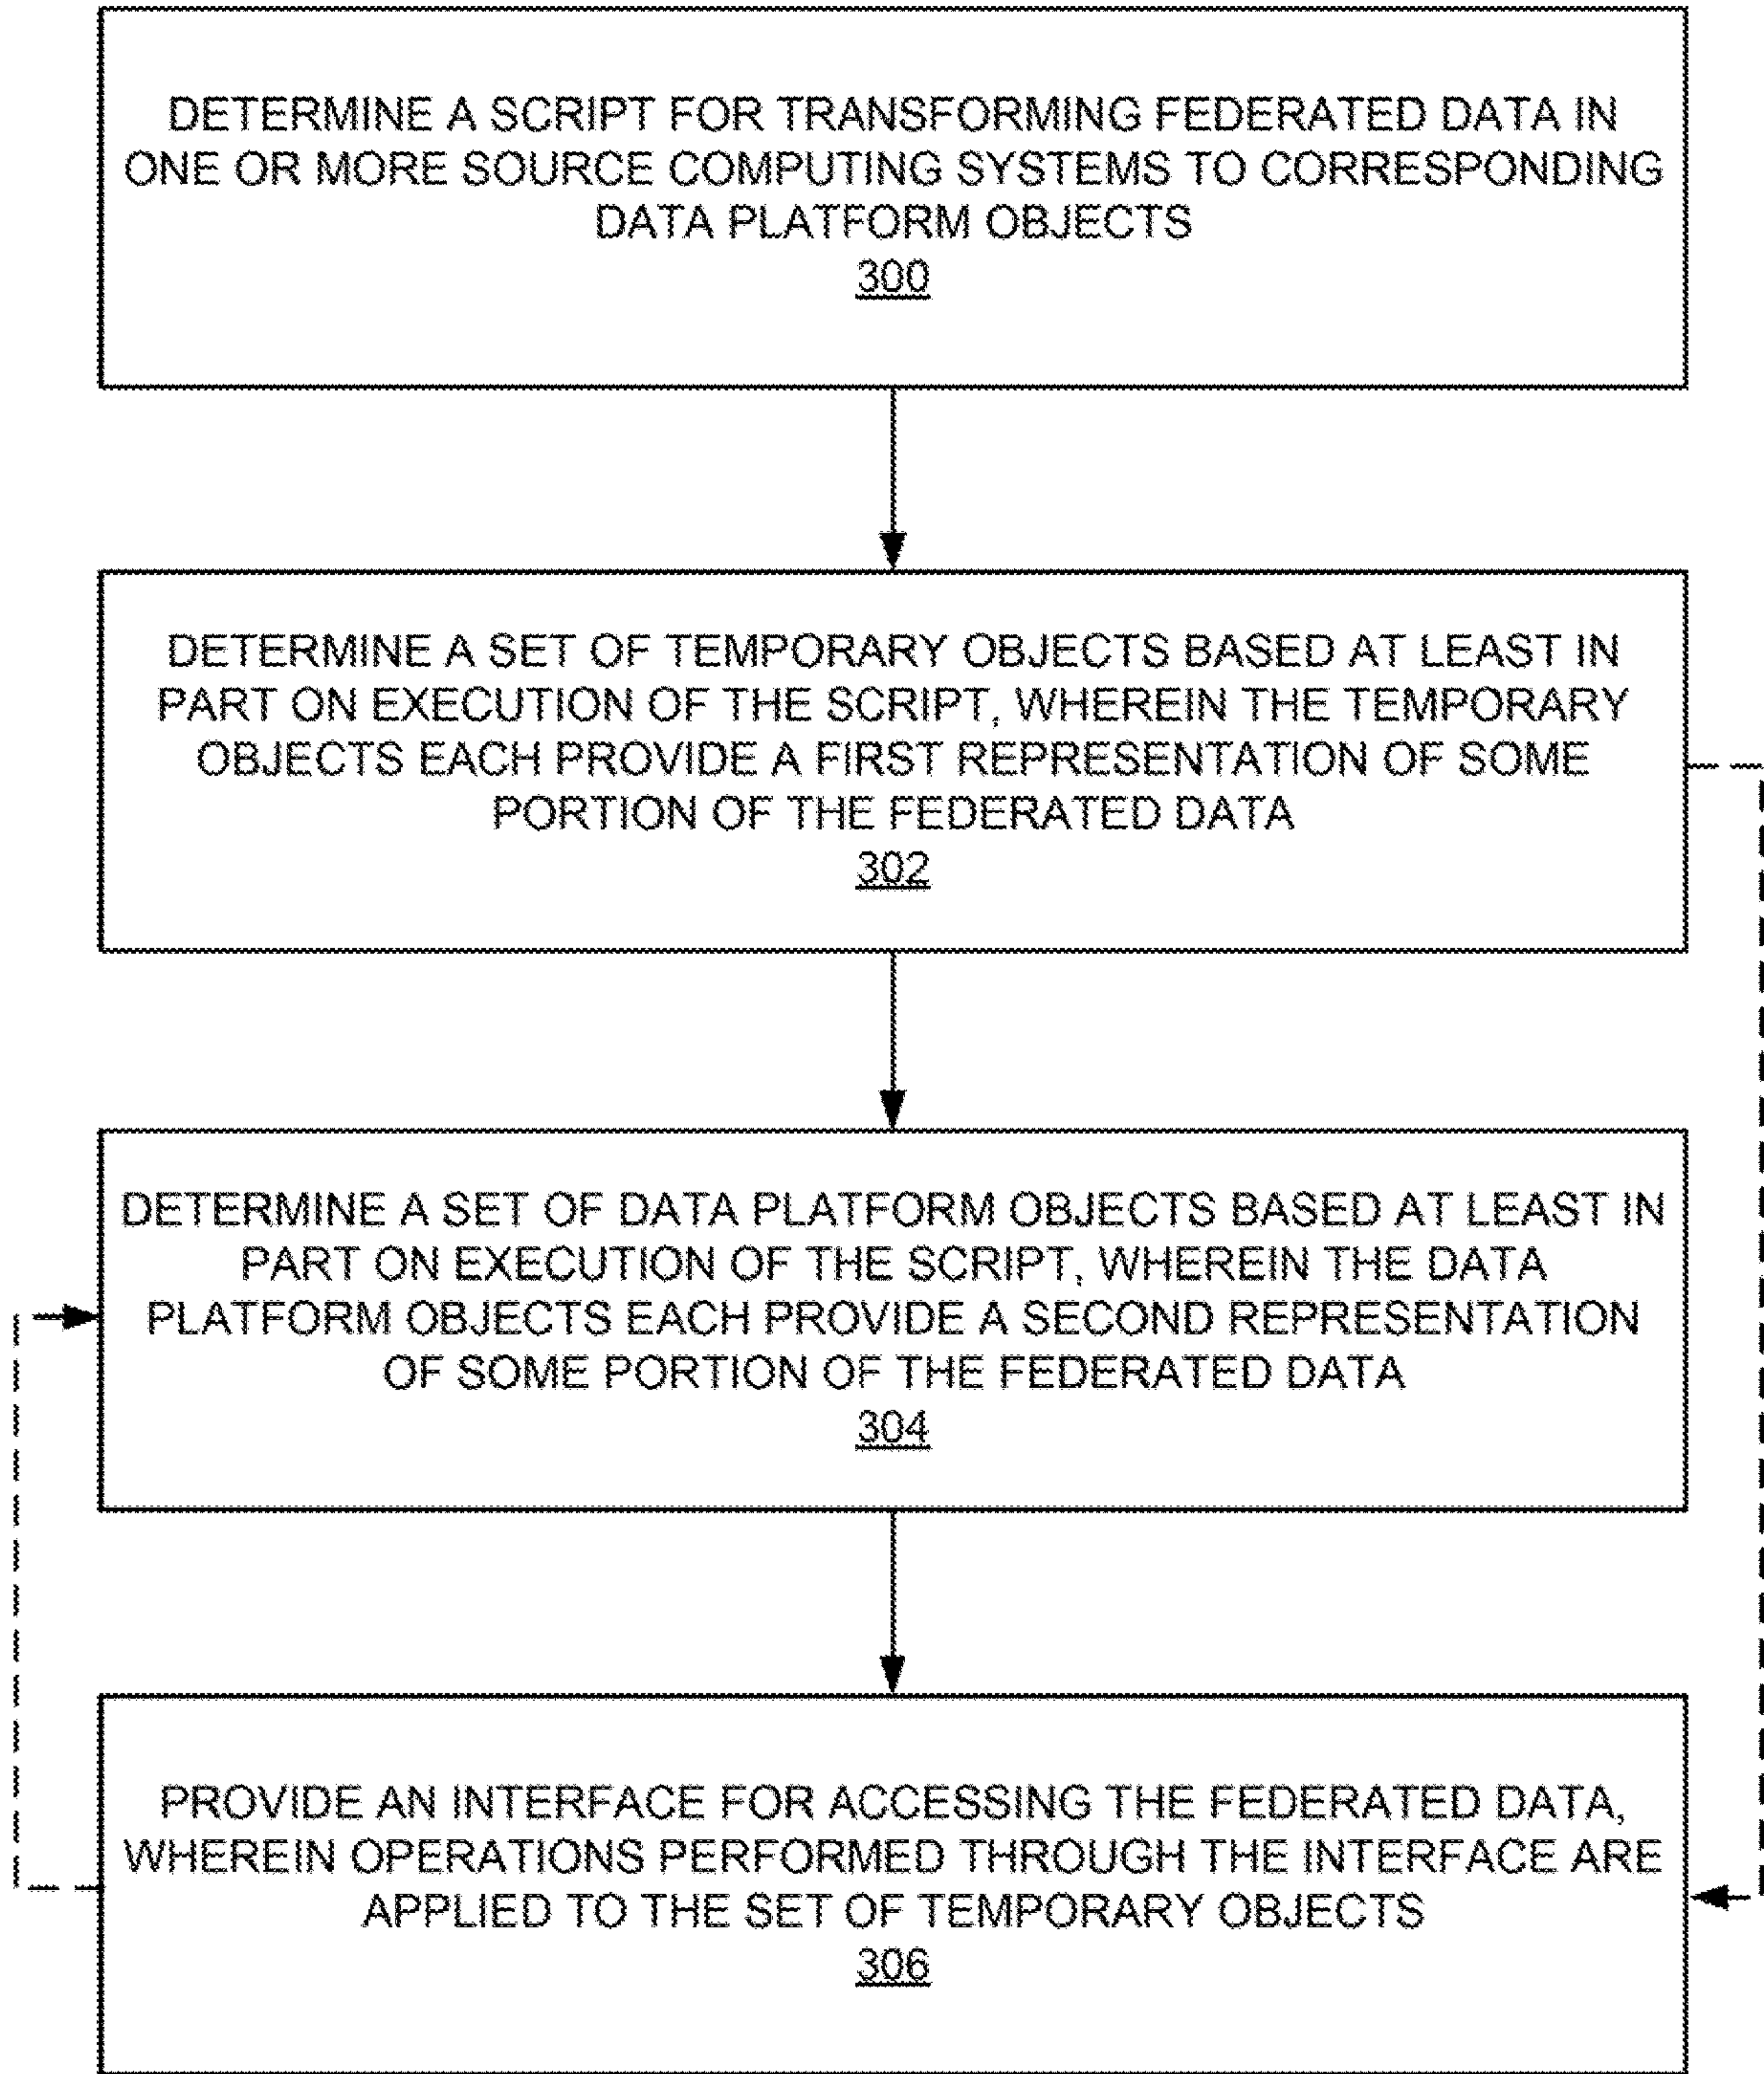 DETERMINE A SCRIPT FOR TRANSFORMING FEDERATED DATA IN
ONE OR MORE SOURCE COMPUTING SYSTEMS TO CORRESPONDING
DATA PLATFORM OBJECTS
300
DETERMINE A SET OF TEMPORARY OBJECTS BASED AT LEAST IN
PART ON EXECUTION OF THE SCRIPT, WHEREIN THE TEMPORARY
OBJECTS EACH PROVIDE A FIRST REPRESENTATION OF SOME
PORTION OF THE FEDERATED DATA
302
DETERMINE A SET OF DATA PLATFORM OBJECTS BASED AT LEAST IN
PART ON EXECUTION OF THE SCRIPT, WHEREIN THE DATA
PLATFORM OBJECTS EACH PROVIDE A SECOND REPRESENTATION
OF SOME PORTION OF THE FEDERATED DATA
304
PROVIDE AN INTERFACE FOR ACCESSING THE FEDERATED DATA,
WHEREIN OPERATIONS PERFORMED THROUGH THE INTERFACE ARE
APPLIED TO THE SET OF TEMPORARY OBJECTS
306